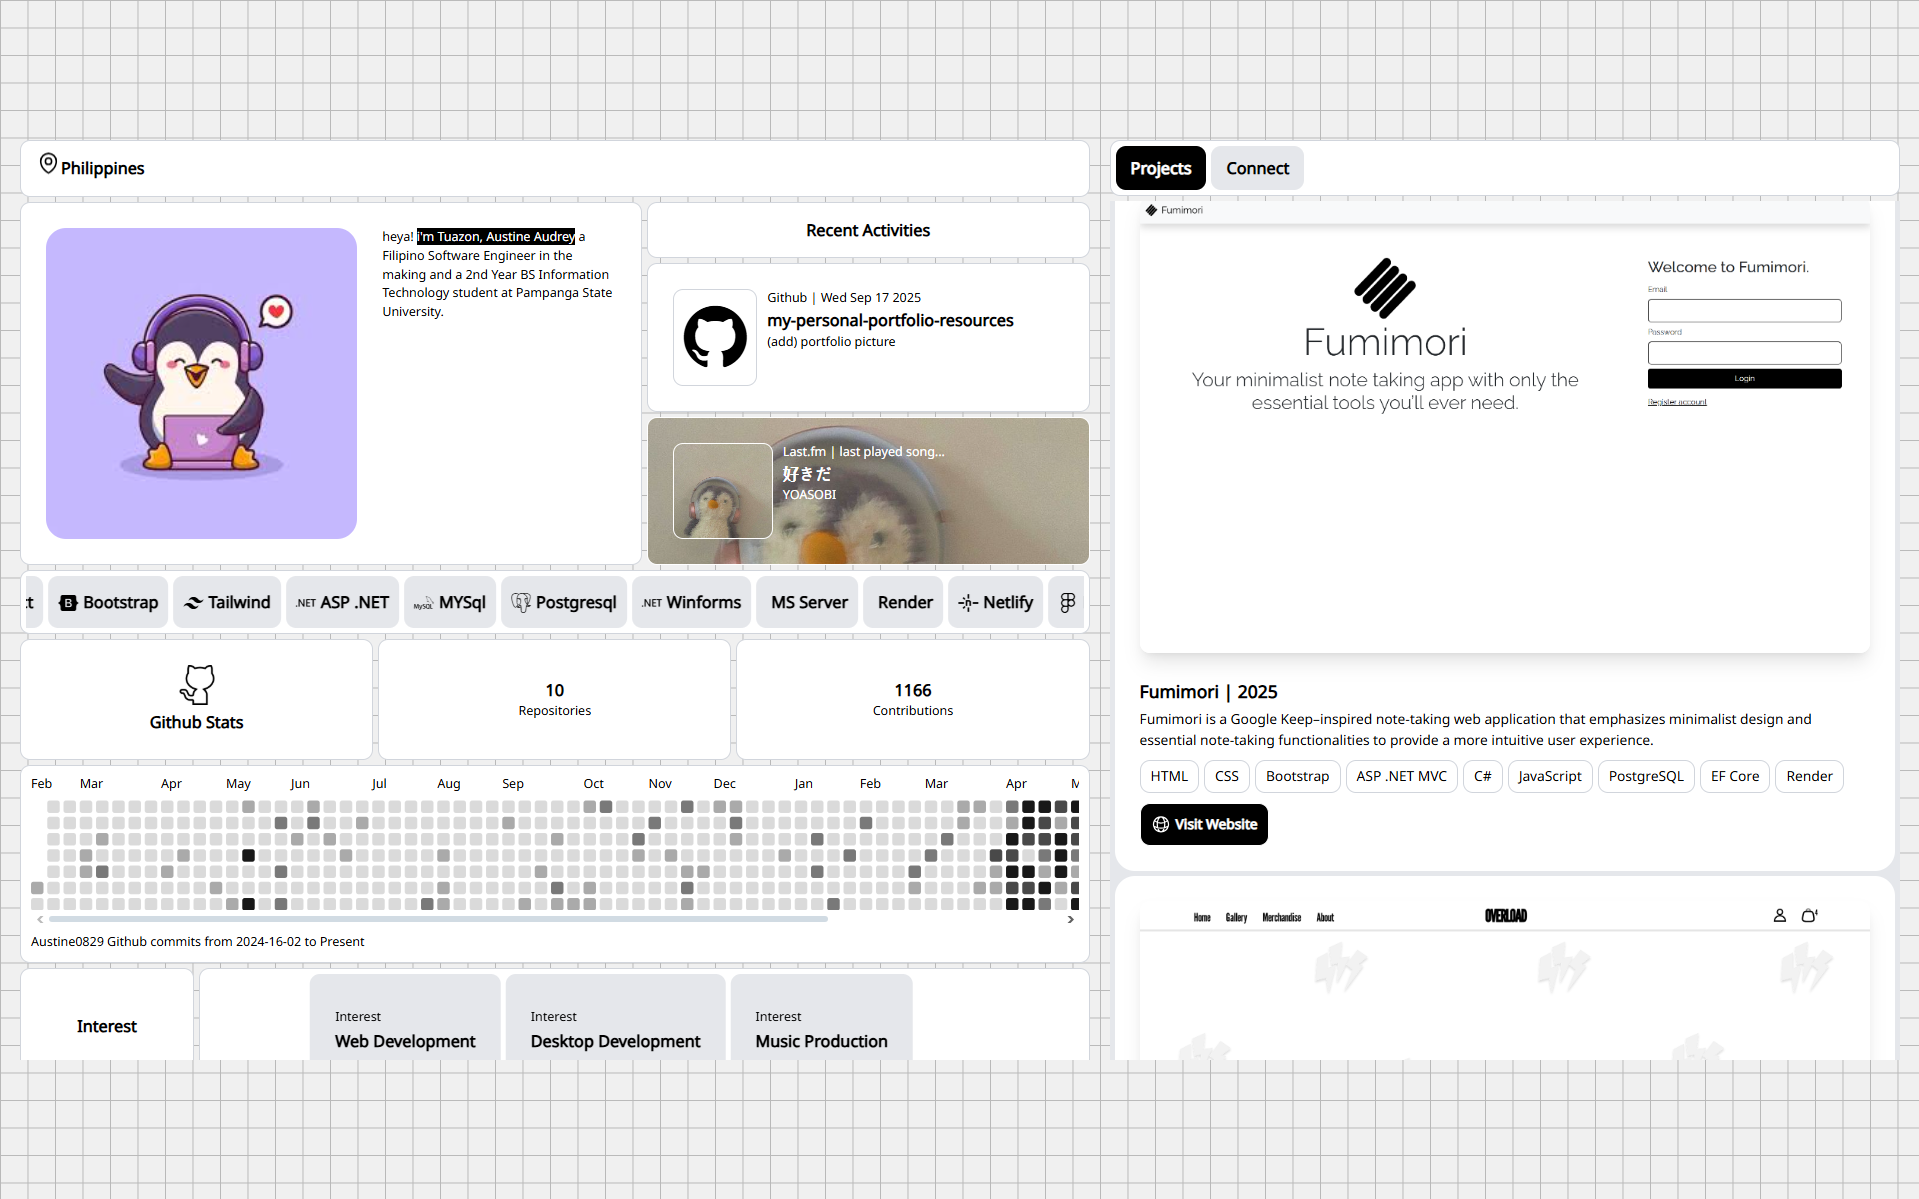 Philippines
heya! i'm Tuazon, Austine Audrey a
Filipino Software Engineer in the
making and a 2nd Year BS Information
Technology student at Pampanga State
University.
Recent Activities
Github | Wed Sep 17 2025
my-personal-portfolio-resources
(add) portfolio picture
Last.fm | last played song...
好きだ
YOASOBI
t Bootstrap Tailwind .NET ASP .NET MySQL MYSql Postgresql .NET Winforms MS Server Render Netlify
Github Stats
10
Repositories
1166
Contributions
Feb Mar Apr May Jun Jul Aug Sep Oct Nov Dec Jan Feb Mar Apr M
Austine0829 Github commits from 2024-16-02 to Present
Interest
Interest
Web Development
Interest
Desktop Development
Interest
Music Production
Projects Connect
Fumimori
Fumimori
Your minimalist note taking app with only the
essential tools you'll ever need.
Welcome to Fumimori.
Email
Password
Login
Register account
Fumimori | 2025
Fumimori is a Google Keep–inspired note-taking web application that emphasizes minimalist design and
essential note-taking functionalities to provide a more intuitive user experience.
HTML CSS Bootstrap ASP .NET MVC C# JavaScript PostgreSQL EF Core Render
Visit Website
Home Gallery Merchandise About OVERLOAD 4